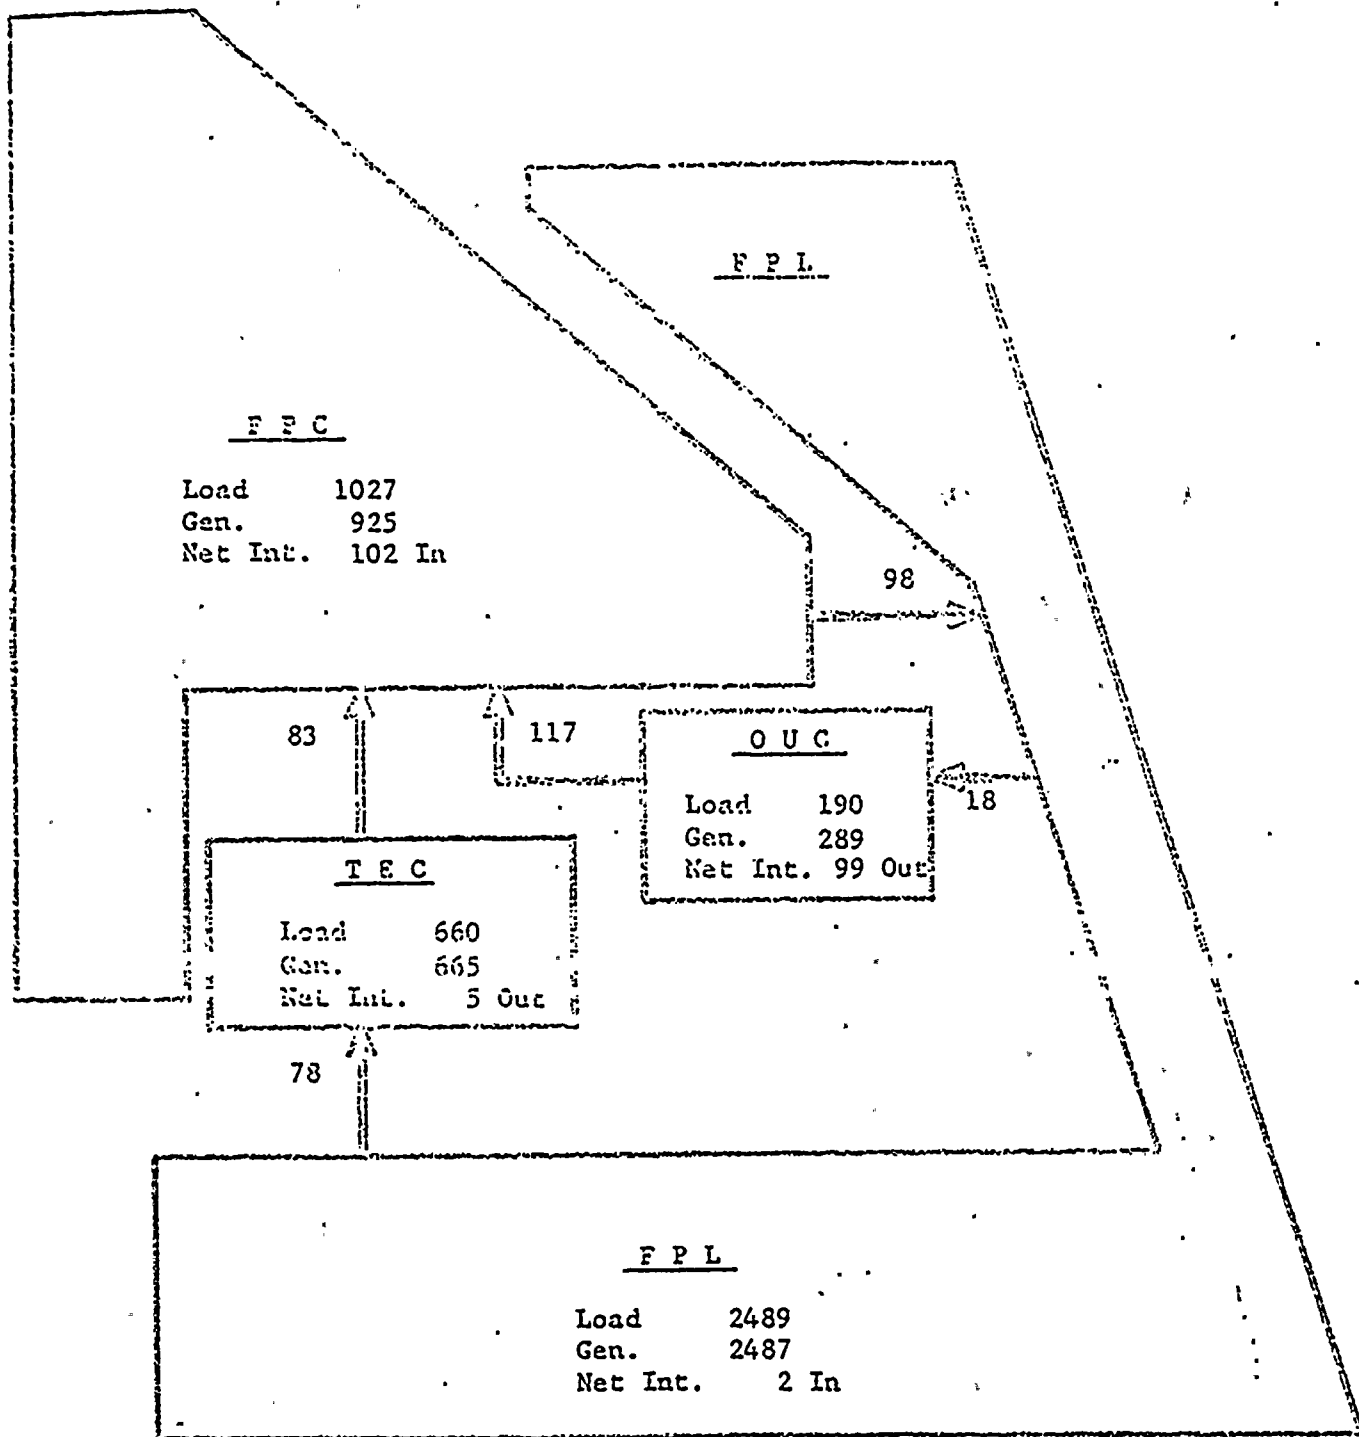 F P L
F P C
Load 1027
Gen. 925
Net Int. 102 In
98
83
117
O U C
Load 190
Gen. 289
Net Int. 99 Out
18
T E C
Load 660
Gen. 665
Net Int. 5 Out
78
F P L
Load 2489
Gen. 2487
Net Int. 2 In